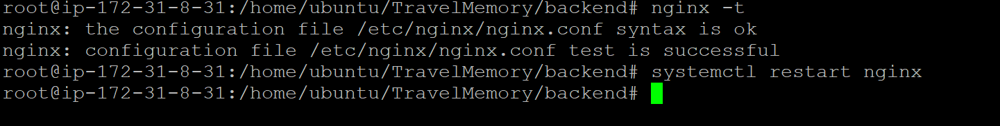 root@ip-172-31-8-31:/home/ubuntu/TravelMemory/backend# nginx -t
nginx: the configuration file /etc/nginx/nginx.conf syntax is ok
nginx: configuration file /etc/nginx/nginx.conf test is successful
root@ip-172-31-8-31:/home/ubuntu/TravelMemory/backend# systemctl restart nginx
root@ip-172-31-8-31:/home/ubuntu/TravelMemory/backend#